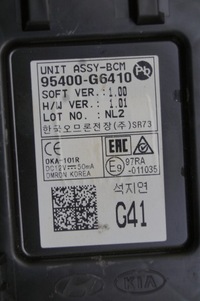 UNIT ASSY-BCM
95400-G6410
Pb
SOFT VER.: 1.00
H/W VER.: 1.01
LOT NO.: NL2
한국오므론전장(주) SR73
EAC
OKA-101R
DC12V 50mA
OMRON KOREA
E9
97RA
-011035
석지연
G41
KIA